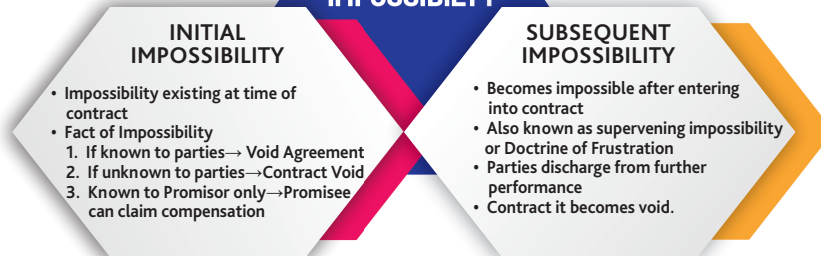 IMPOSSIBILTY
INITIAL
IMPOSSIBILITY
• Impossibility existing at time of
contract
• Fact of Impossibility
1. If known to parties→ Void Agreement
2. If unknown to parties→Contract Void
3. Known to Promisor only→Promisee
can claim compensation
SUBSEQUENT
IMPOSSIBILITY
• Becomes impossible after entering
into contract
• Also known as supervening impossibility
or Doctrine of Frustration
• Parties discharge from further
performance
• Contract it becomes void.